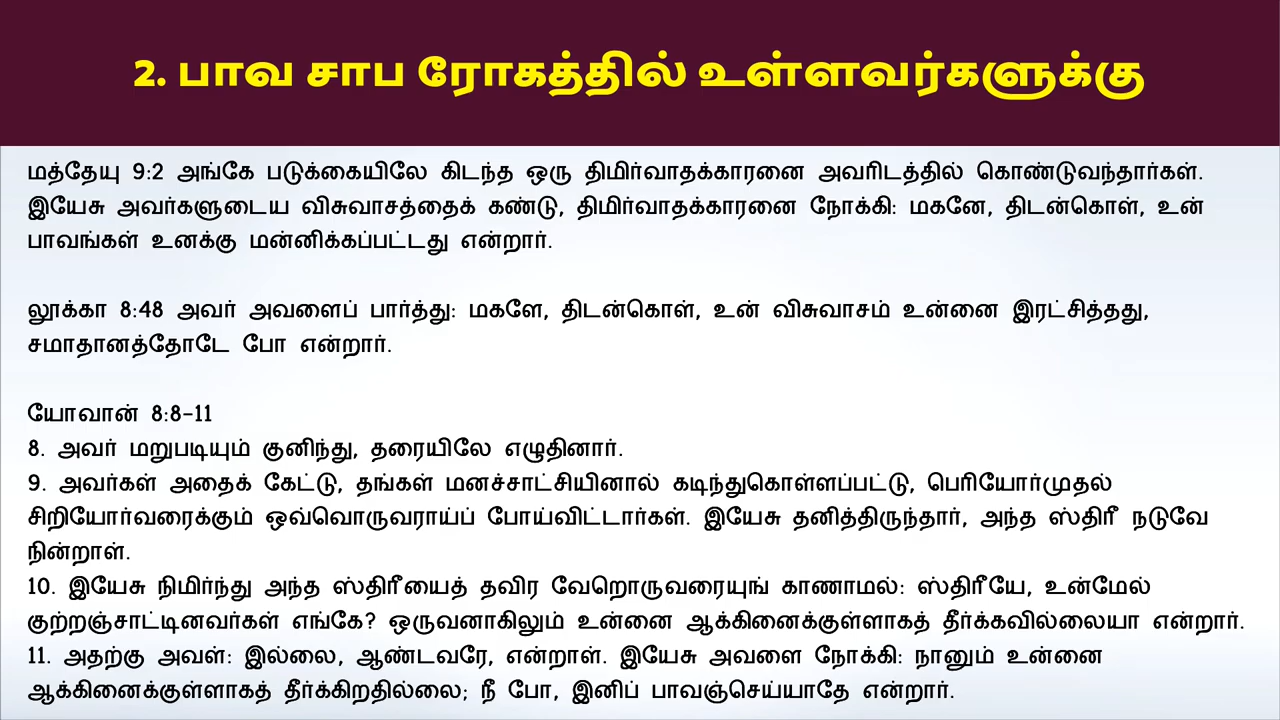 2. பாவ சாப ரோகத்தில் உள்ளவர்களுக்கு
மத்தேயு 9:2 அங்கே படுக்கையிலே கிடந்த ஒரு திமிர்வாதக்காரனை அவரிடத்தில் கொண்டுவந்தார்கள்.
இயேசு அவர்களுடைய விசுவாசத்தைக் கண்டு, திமிர்வாதக்காரனை நோக்கி: மகனே, திடன்கொள், உன்
பாவங்கள் உனக்கு மன்னிக்கப்பட்டது என்றார்.
லூக்கா 8:48 அவர் அவளைப் பார்த்து: மகளே, திடன்கொள், உன் விசுவாசம் உன்னை இரட்சித்தது,
சமாதானத்தோடே போ என்றார்.
யோவான் 8:8-11
8. அவர் மறுபடியும் குனிந்து, தரையிலே எழுதினார்.
9. அவர்கள் அதைக் கேட்டு, தங்கள் மனச்சாட்சியினால் கடிந்துகொள்ளப்பட்டு, பெரியோர்முதல்
சிறியோர்வரைக்கும் ஒவ்வொருவராய்ப் போய்விட்டார்கள். இயேசு தனித்திருந்தார், அந்த ஸ்திரீ நடுவே
நின்றாள்.
10. இயேசு நிமிர்ந்து அந்த ஸ்திரீயைத் தவிர வேறொருவரையுங் காணாமல்: ஸ்திரீயே, உன்மேல்
குற்றஞ்சாட்டினவர்கள் எங்கே? ஒருவனாகிலும் உன்னை ஆக்கினைக்குள்ளாகத் தீர்க்கவில்லையா என்றார்.
11. அதற்கு அவள்: இல்லை, ஆண்டவரே, என்றாள். இயேசு அவளை நோக்கி: நானும் உன்னை
ஆக்கினைக்குள்ளாகத் தீர்க்கிறதில்லை; நீ போ, இனிப் பாவஞ்செய்யாதே என்றார்.